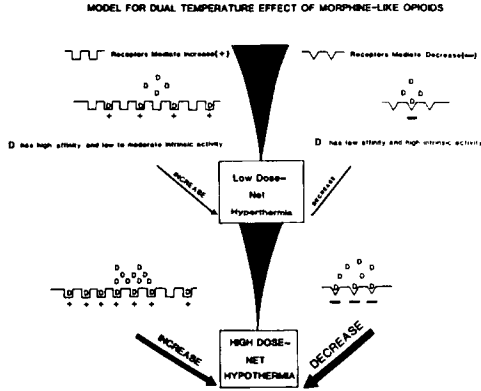 MODEL FOR DUAL TEMPERATURE EFFECT OF MORPHINE-LIKE OPIOIDS
Receptors Mediate Increase(+)
Receptors Mediate Decrease(—)
D
D D
D D
D D D D
+ + + +
D
D D
D
—
D has high affinity and low to moderate intrinsic activity
D has low affinity and high intrinsic activity
INCREASE
Low Dose—
Net
Hyperthermia
DECREASE
D D
D D D D
D D D
D D D D D D D
+ + + + + + +
D D
D D D
D D D
— — —
INCREASE
HIGH DOSE—
NET
HYPOTHERMIA
DECREASE